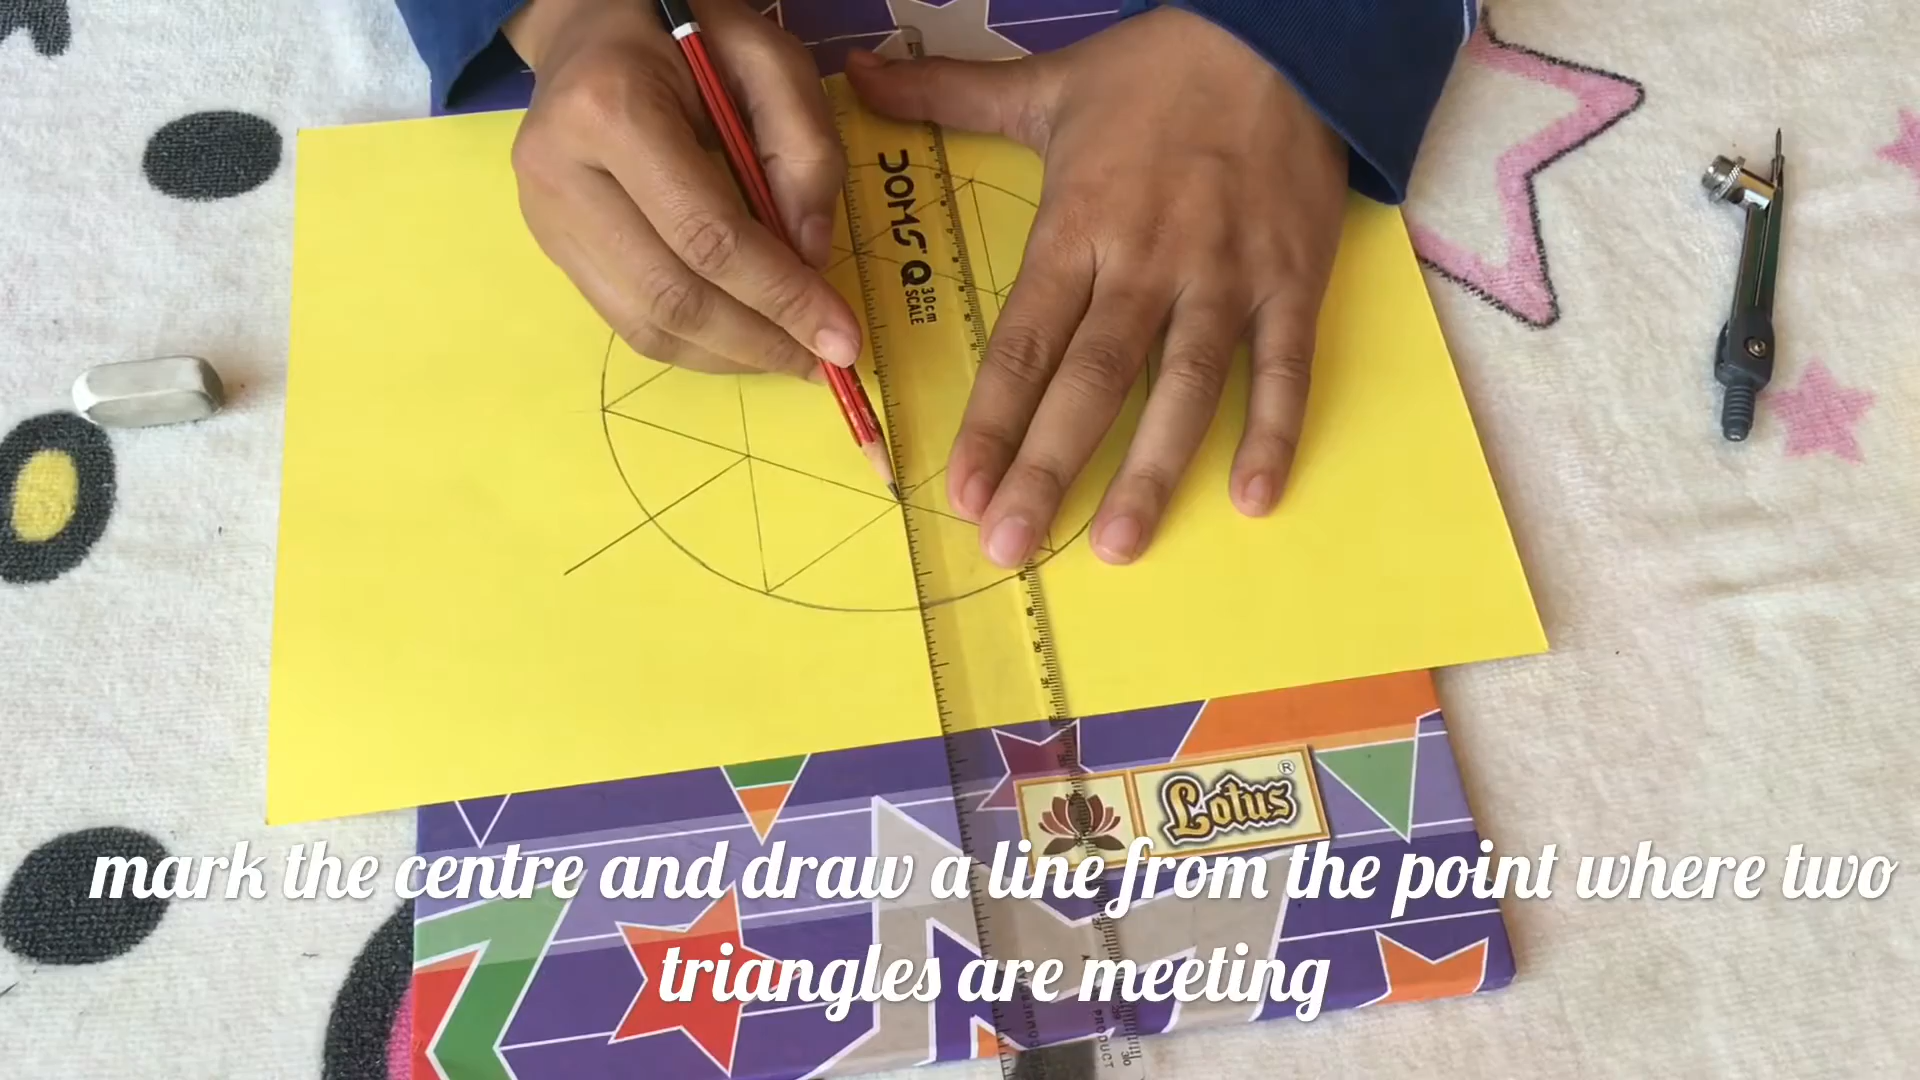 DOMS Q
30cm
SCALE
Lotus®
mark the centre and draw a line from the point where two
triangles are meeting